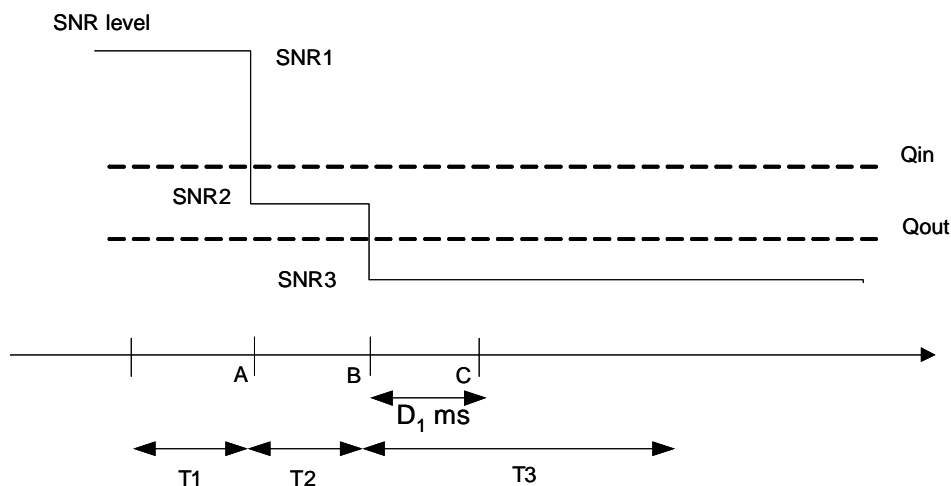 SNR level
SNR1
Qin
SNR2
Qout
SNR3
A B C
D₁ ms
T1 T2 T3